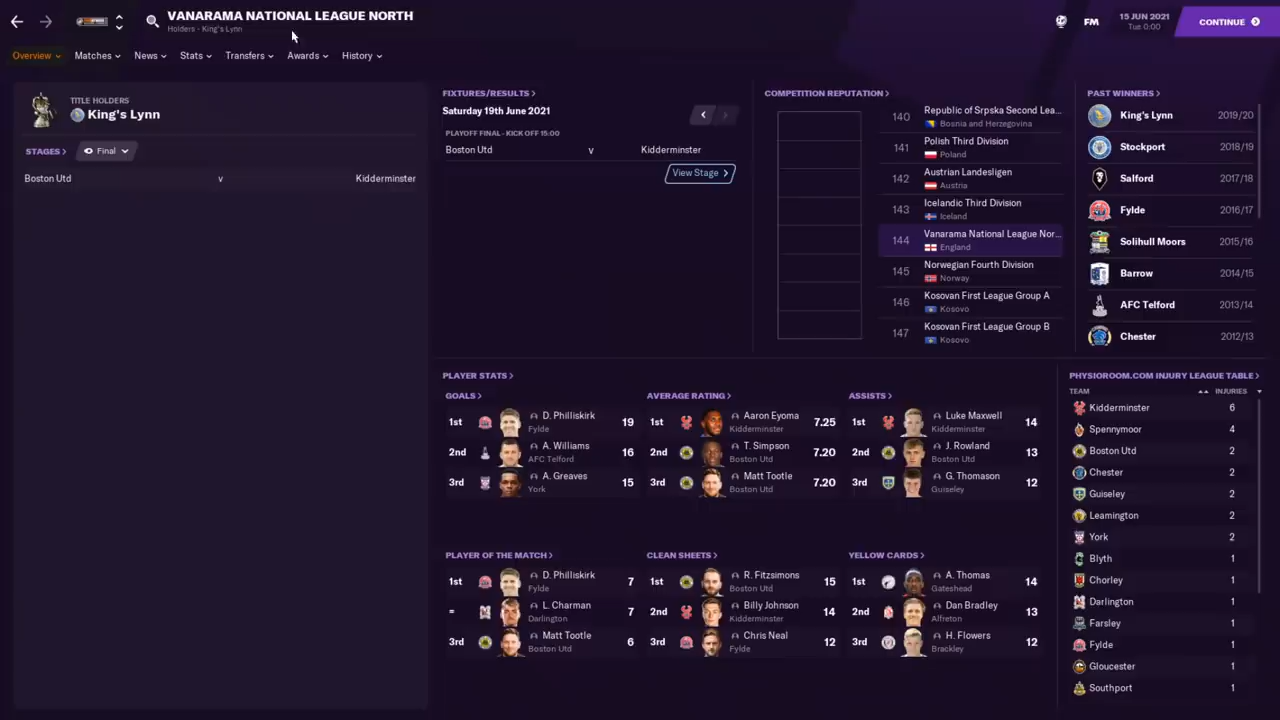 VANARAMA NATIONAL LEAGUE NORTH
Holders - King's Lynn
FM
15 JUN 2021
Tue 0:00
CONTINUE
Overview
Matches
News
Stats
Transfers
Awards
History
TITLE HOLDERS
King's Lynn
STAGES >
Final
Boston Utd v Kidderminster
FIXTURES/RESULTS >
Saturday 19th June 2021
PLAYOFF FINAL - KICK OFF 15:00
Boston Utd v Kidderminster
View Stage >
COMPETITION REPUTATION >
140 Republic of Srpska Second Lea...
Bosnia and Herzegovina
141 Polish Third Division
Poland
142 Austrian Landesligen
Austria
143 Icelandic Third Division
Iceland
144 Vanarama National League Nor...
England
145 Norwegian Fourth Division
Norway
146 Kosovan First League Group A
Kosovo
147 Kosovan First League Group B
Kosovo
PAST WINNERS >
King's Lynn 2019/20
Stockport 2018/19
Salford 2017/18
Fylde 2016/17
Solihull Moors 2015/16
Barrow 2014/15
AFC Telford 2013/14
Chester 2012/13
PLAYER STATS >
GOALS >
1st D. Philliskirk 19
Fylde
2nd A. Williams 16
AFC Telford
3rd A. Greaves 15
York
AVERAGE RATING >
1st Aaron Eyoma 7.25
Kidderminster
2nd T. Simpson 7.20
Boston Utd
3rd Matt Tootle 7.20
Boston Utd
ASSISTS >
1st Luke Maxwell 14
Kidderminster
2nd J. Rowland 13
Boston Utd
3rd G. Thomason 12
Guiseley
PLAYER OF THE MATCH >
1st D. Philliskirk 7
Fylde
= L. Charman 7
Darlington
3rd Matt Tootle 6
Boston Utd
CLEAN SHEETS >
1st R. Fitzsimons 15
Boston Utd
2nd Billy Johnson 14
Kidderminster
3rd Chris Neal 12
Fylde
YELLOW CARDS >
1st A. Thomas 14
Gateshead
2nd Dan Bradley 13
Alfreton
3rd H. Flowers 12
Brackley
PHYSIOROOM.COM INJURY LEAGUE TABLE >
TEAM INJURIES
Kidderminster 6
Spennymoor 4
Boston Utd 2
Chester 2
Guiseley 2
Leamington 2
York 2
Blyth 1
Chorley 1
Darlington 1
Farsley 1
Fylde 1
Gloucester 1
Southport 1